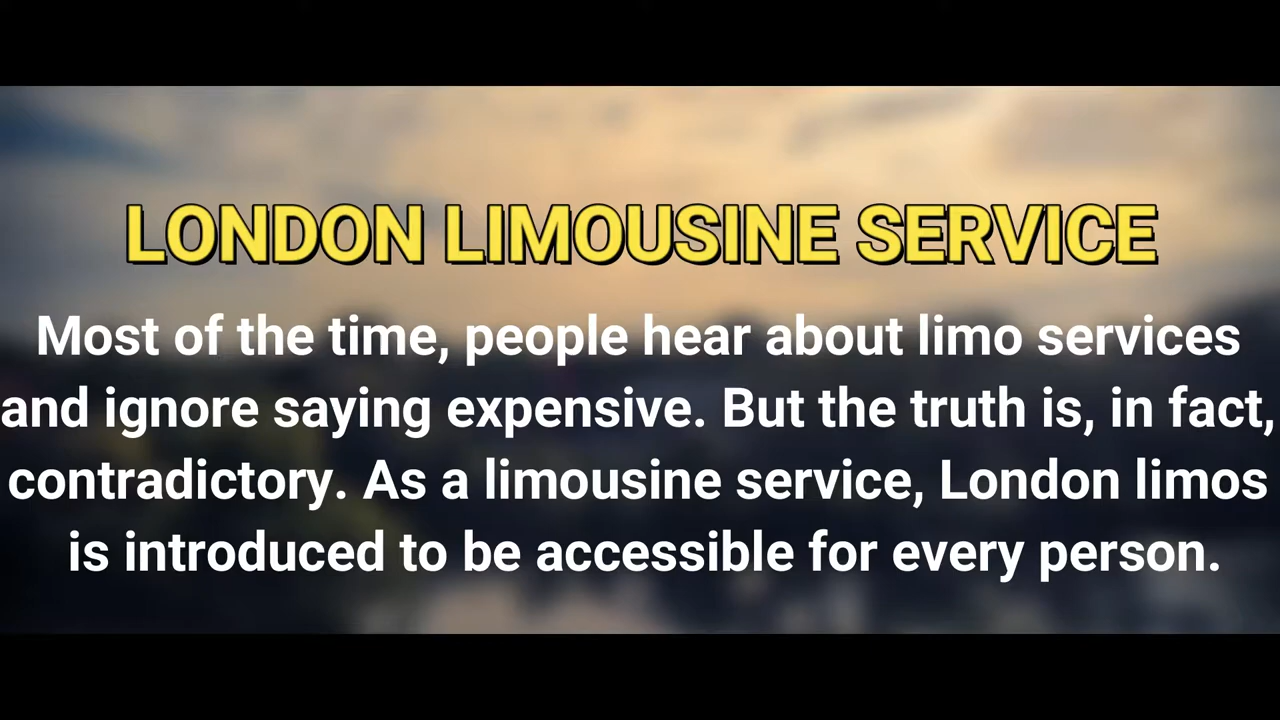 LONDON LIMOUSINE SERVICE
Most of the time, people hear about limo services
and ignore saying expensive. But the truth is, in fact,
contradictory. As a limousine service, London limos
is introduced to be accessible for every person.